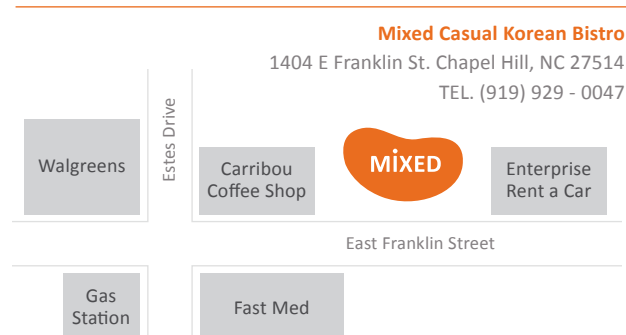 Mixed Casual Korean Bistro
1404 E Franklin St. Chapel Hill, NC 27514
TEL. (919) 929 - 0047
Estes Drive
Walgreens
Carribou
Coffee Shop
MiXED
Enterprise
Rent a Car
East Franklin Street
Gas
Station
Fast Med